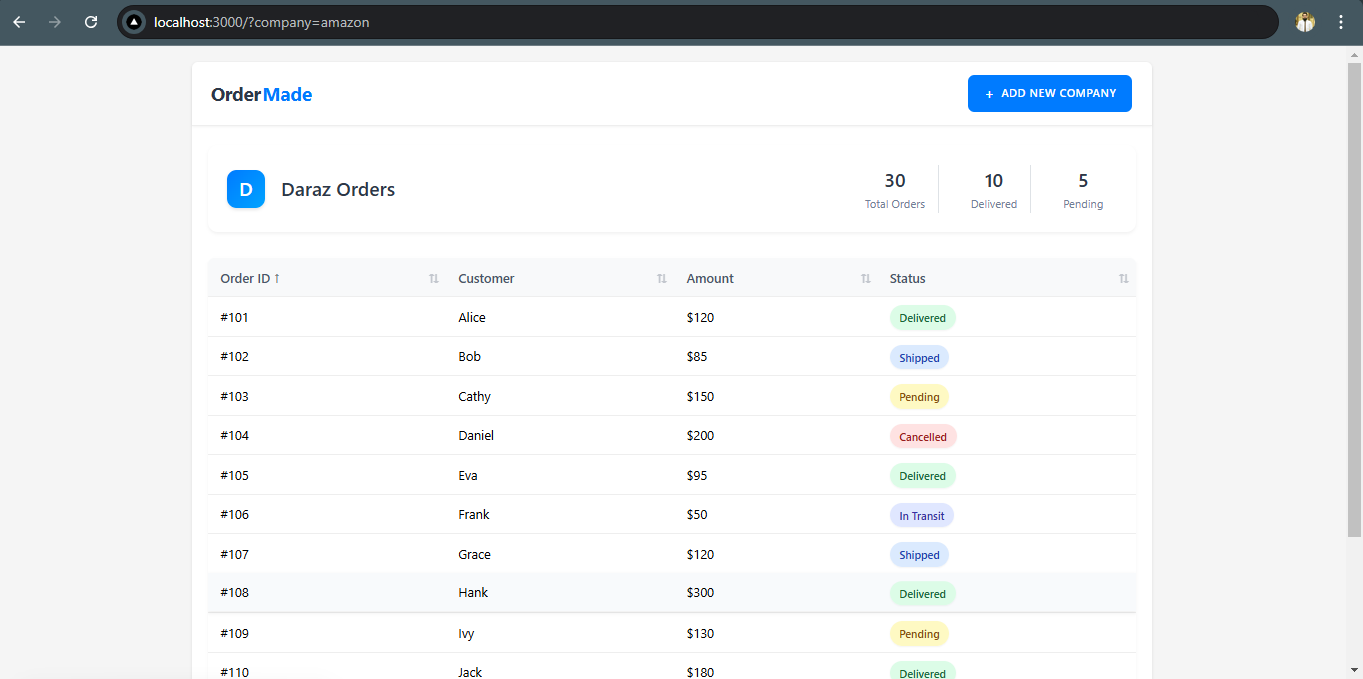 localhost:3000/?company=amazon
OrderMade
+ ADD NEW COMPANY
D
Daraz Orders
30
Total Orders
10
Delivered
5
Pending
Order ID ↑ ⇅ Customer ⇅ Amount ⇅ Status ⇅
#101 Alice $120 Delivered
#102 Bob $85 Shipped
#103 Cathy $150 Pending
#104 Daniel $200 Cancelled
#105 Eva $95 Delivered
#106 Frank $50 In Transit
#107 Grace $120 Shipped
#108 Hank $300 Delivered
#109 Ivy $130 Pending
#110 Jack $180 Delivered